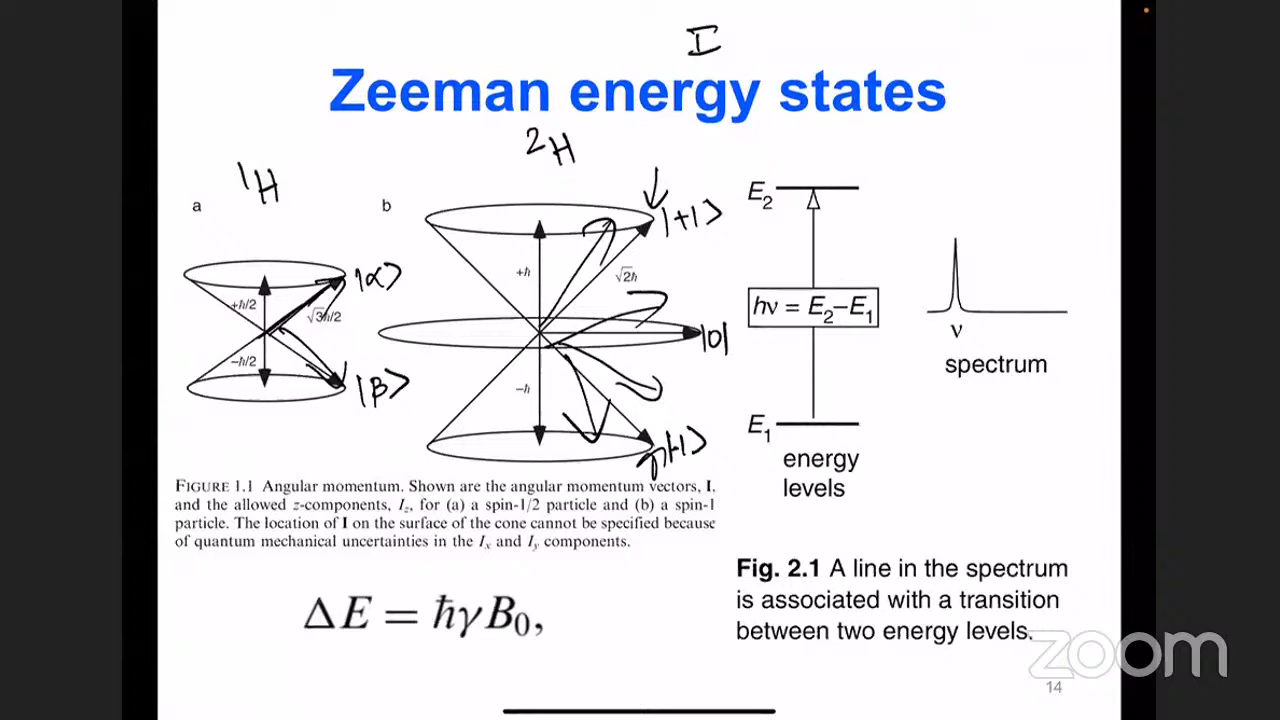 I
Zeeman energy states
¹H
²H
a
b
|α⟩
|β⟩
+ħ/2
√3ħ/2
−ħ/2
|+1⟩
+ħ
√2ħ
|0|
−ħ
E₂
hν = E₂−E₁
E₁
energy
levels
ν
spectrum
FIGURE 1.1 Angular momentum. Shown are the angular momentum vectors, I,
and the allowed z-components, I_z, for (a) a spin-1/2 particle and (b) a spin-1
particle. The location of I on the surface of the cone cannot be specified because
of quantum mechanical uncertainties in the I_x and I_y components.
ΔE = ħγB₀,
Fig. 2.1 A line in the spectrum
is associated with a transition
between two energy levels.
zoom
14